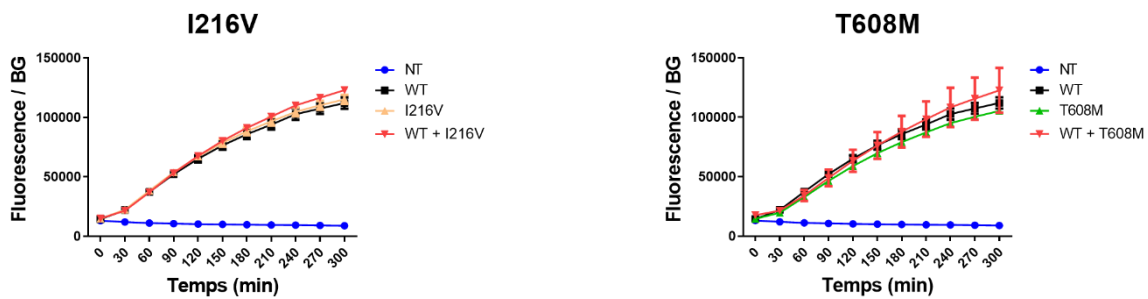 I216V
Fluorescence / BG
150000
100000
50000
0
0 30 60 90 120 150 180 210 240 270 300
Temps (min)
NT
WT
I216V
WT + I216V
T608M
Fluorescence / BG
150000
100000
50000
0
0 30 60 90 120 150 180 210 240 270 300
Temps (min)
NT
WT
T608M
WT + T608M